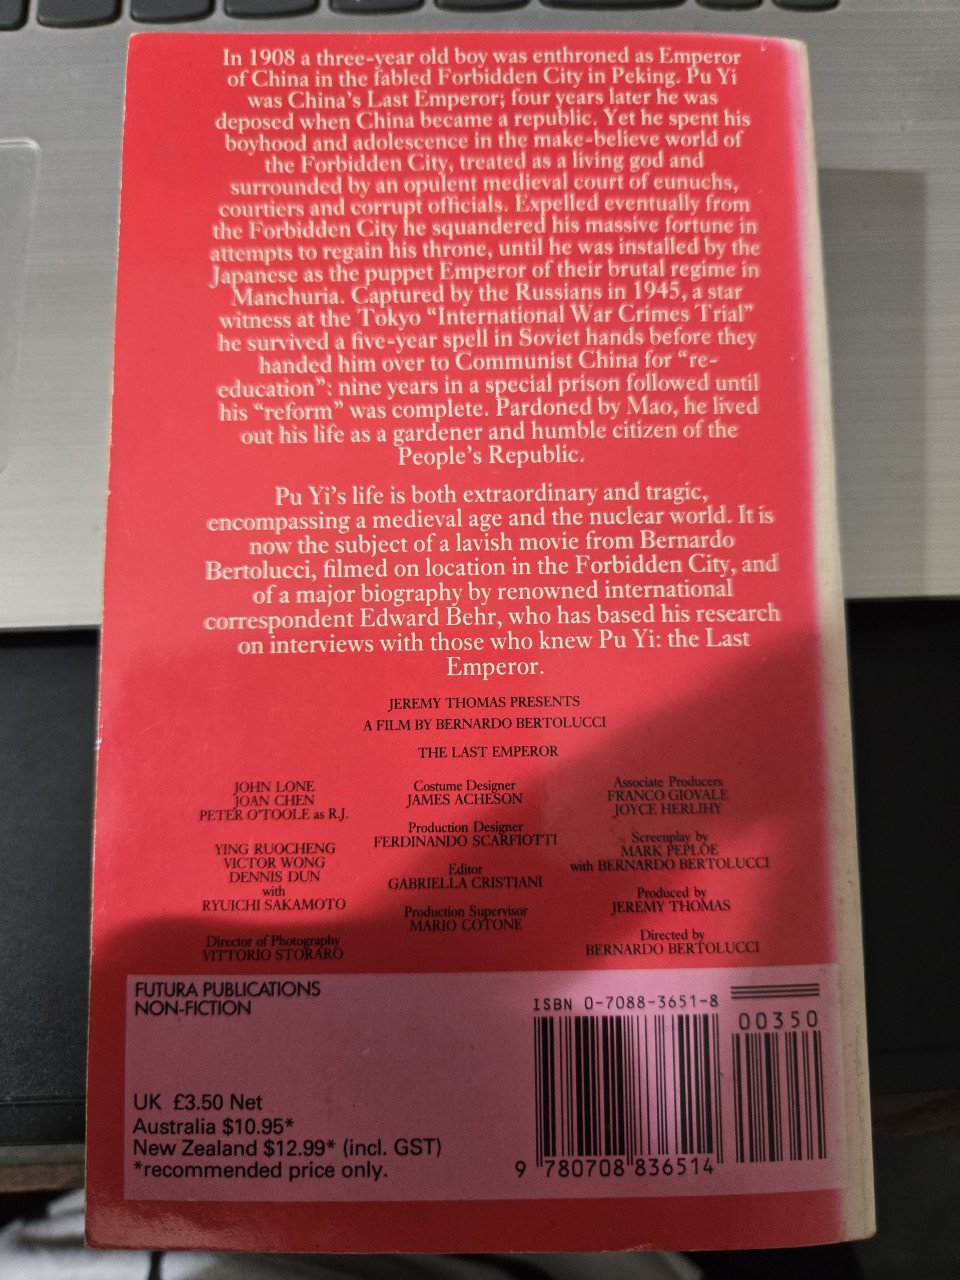 In 1908 a three-year old boy was enthroned as Emperor
of China in the fabled Forbidden City in Peking. Pu Yi
was China's Last Emperor; four years later he was
deposed when China became a republic. Yet he spent his
boyhood and adolescence in the make-believe world of
the Forbidden City, treated as a living god and
surrounded by an opulent medieval court of eunuchs,
courtiers and corrupt officials. Expelled eventually from
the Forbidden City he squandered his massive fortune in
attempts to regain his throne, until he was installed by the
Japanese as the puppet Emperor of their brutal regime in
Manchuria. Captured by the Russians in 1945, a star
witness at the Tokyo “International War Crimes Trial”
he survived a five-year spell in Soviet hands before they
handed him over to Communist China for “re-
education”: nine years in a special prison followed until
his “reform” was complete. Pardoned by Mao, he lived
out his life as a gardener and humble citizen of the
People's Republic.
Pu Yi's life is both extraordinary and tragic,
encompassing a medieval age and the nuclear world. It is
now the subject of a lavish movie from Bernardo
Bertolucci, filmed on location in the Forbidden City, and
of a major biography by renowned international
correspondent Edward Behr, who has based his research
on interviews with those who knew Pu Yi: the Last
Emperor.
JEREMY THOMAS PRESENTS
A FILM BY BERNARDO BERTOLUCCI
THE LAST EMPEROR
JOHN LONE
JOAN CHEN
PETER O'TOOLE as R.J.
YING RUOCHENG
VICTOR WONG
DENNIS DUN
with
RYUICHI SAKAMOTO
Director of Photography
VITTORIO STORARO
Costume Designer
JAMES ACHESON
Production Designer
FERDINANDO SCARFIOTTI
Editor
GABRIELLA CRISTIANI
Production Supervisor
MARIO COTONE
Associate Producers
FRANCO GIOVALE
JOYCE HERLIHY
Screenplay by
MARK PEPLOE
with BERNARDO BERTOLUCCI
Produced by
JEREMY THOMAS
Directed by
BERNARDO BERTOLUCCI
FUTURA PUBLICATIONS
NON-FICTION
UK £3.50 Net
Australia $10.95*
New Zealand $12.99* (incl. GST)
*recommended price only.
ISBN 0-7088-3651-8
00350
9 780708 836514